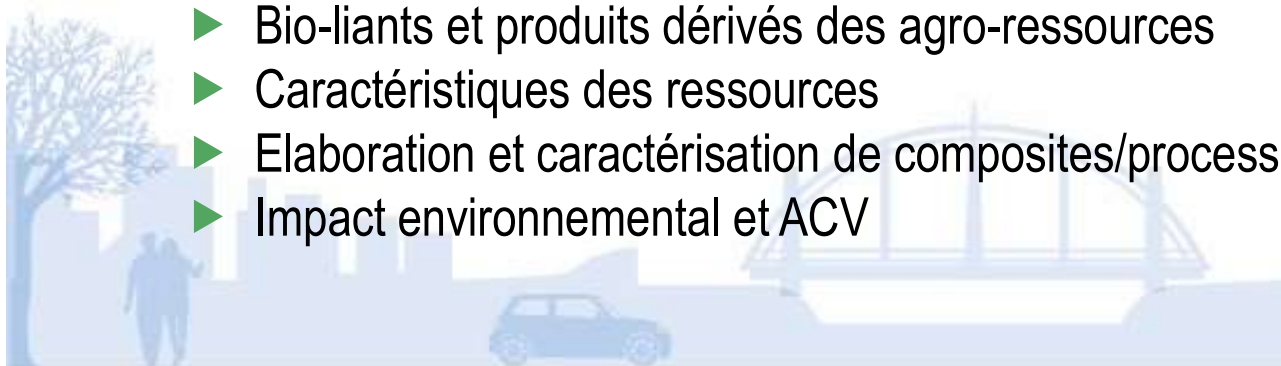 Bio-liants et produits dérivés des agro-ressources
Caractéristiques des ressources
Elaboration et caractérisation de composites/process
Impact environnemental et ACV